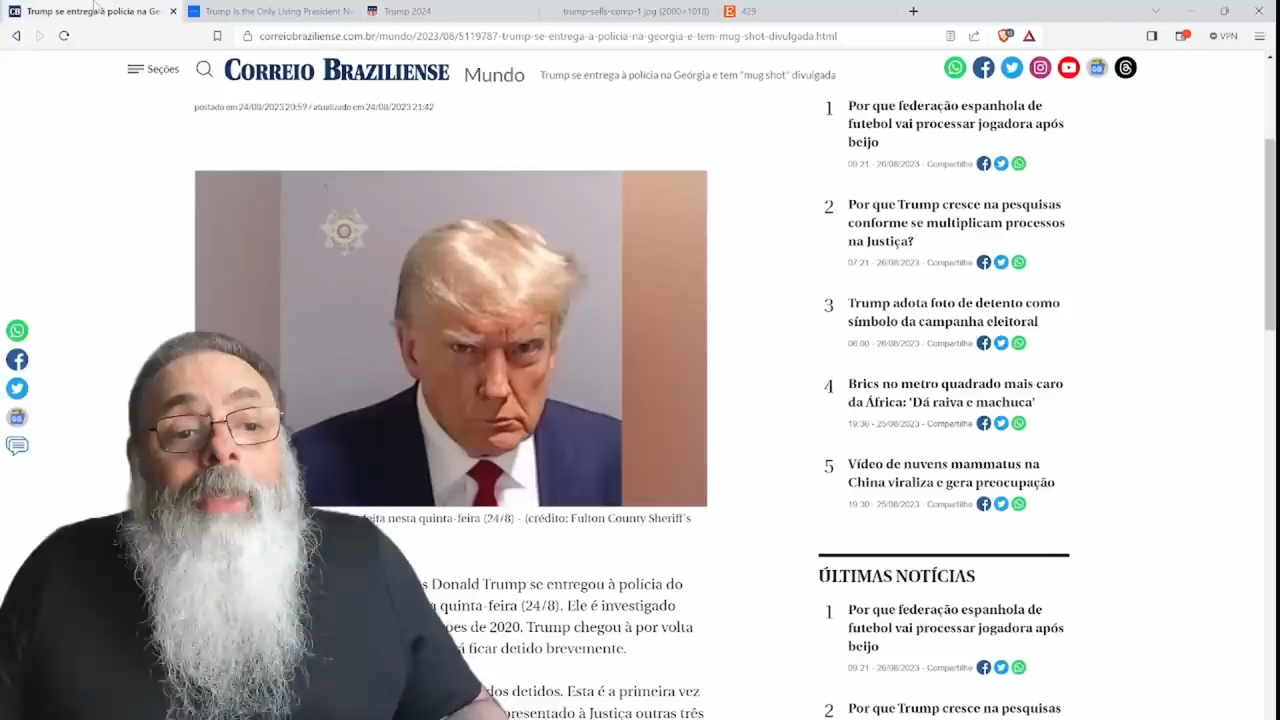 Trump se entrega à polícia na Ge
Trump Is the Only Living President N
Trump 2024
trump-sells-comp-1.jpg (2000×1018)
429
correiobraziliense.com.br/mundo/2023/08/5119787-trump-se-entrega-a-policia-na-georgia-e-tem-mug-shot-divulgada.html
VPN
Seções
CORREIO BRAZILIENSE
Mundo
Trump se entrega à polícia na Geórgia e tem "mug shot" divulgada
postado em 24/08/2023 20:59 / atualizado em 24/08/2023 21:42
feita nesta quinta-feira (24/8) - (crédito: Fulton County Sheriff's
s Donald Trump se entregou à polícia do
quinta-feira (24/8). Ele é investigado
ões de 2020. Trump chegou à por volta
á ficar detido brevemente.
dos detidos. Esta é a primeira vez
presentado à Justiça outras três
1
Por que federação espanhola de
futebol vai processar jogadora após
beijo
09:21 - 26/08/2023 - Compartilhe
2
Por que Trump cresce na pesquisas
conforme se multiplicam processos
na Justiça?
07:21 - 26/08/2023 - Compartilhe
3
Trump adota foto de detento como
símbolo da campanha eleitoral
06:00 - 26/08/2023 - Compartilhe
4
Brics no metro quadrado mais caro
da África: 'Dá raiva e machuca'
19:36 - 25/08/2023 - Compartilhe
5
Vídeo de nuvens mammatus na
China viraliza e gera preocupação
19:30 - 25/08/2023 - Compartilhe
ÚLTIMAS NOTÍCIAS
1
Por que federação espanhola de
futebol vai processar jogadora após
beijo
09:21 - 26/08/2023 - Compartilhe
2
Por que Trump cresce na pesquisas